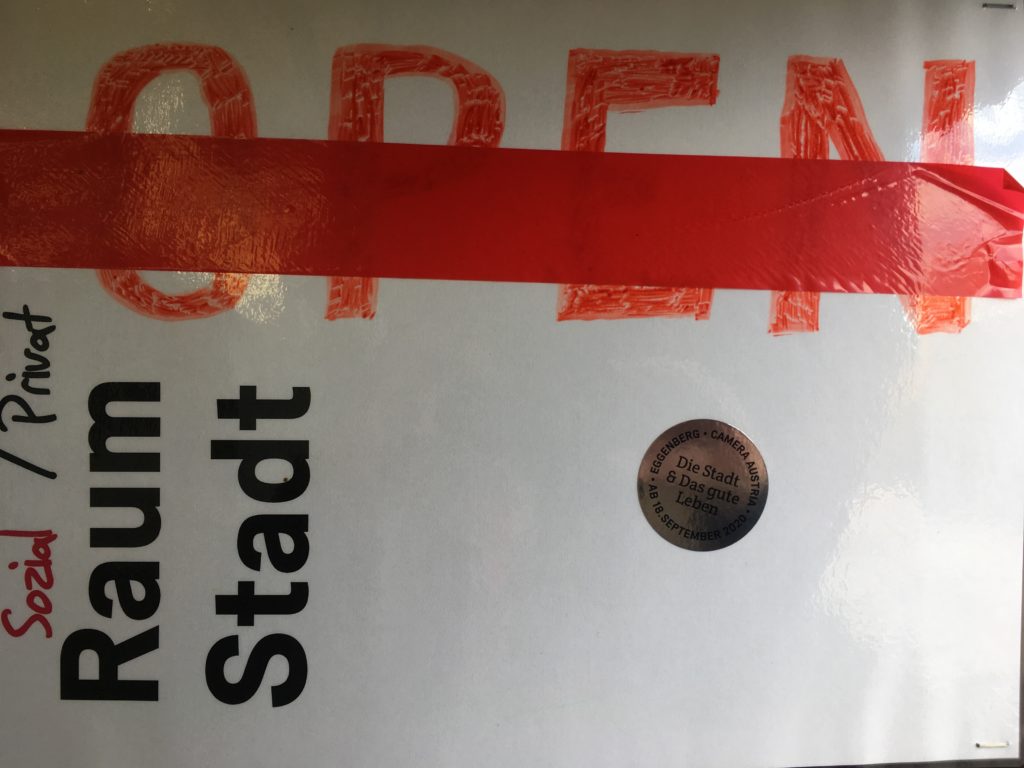 OPEN
Sozial / Privat
Raum
Stadt
EGGENBERG • CAMERA AUSTRIA • AB 18. SEPTEMBER 2020 •
Die Stadt
& Das gute
Leben